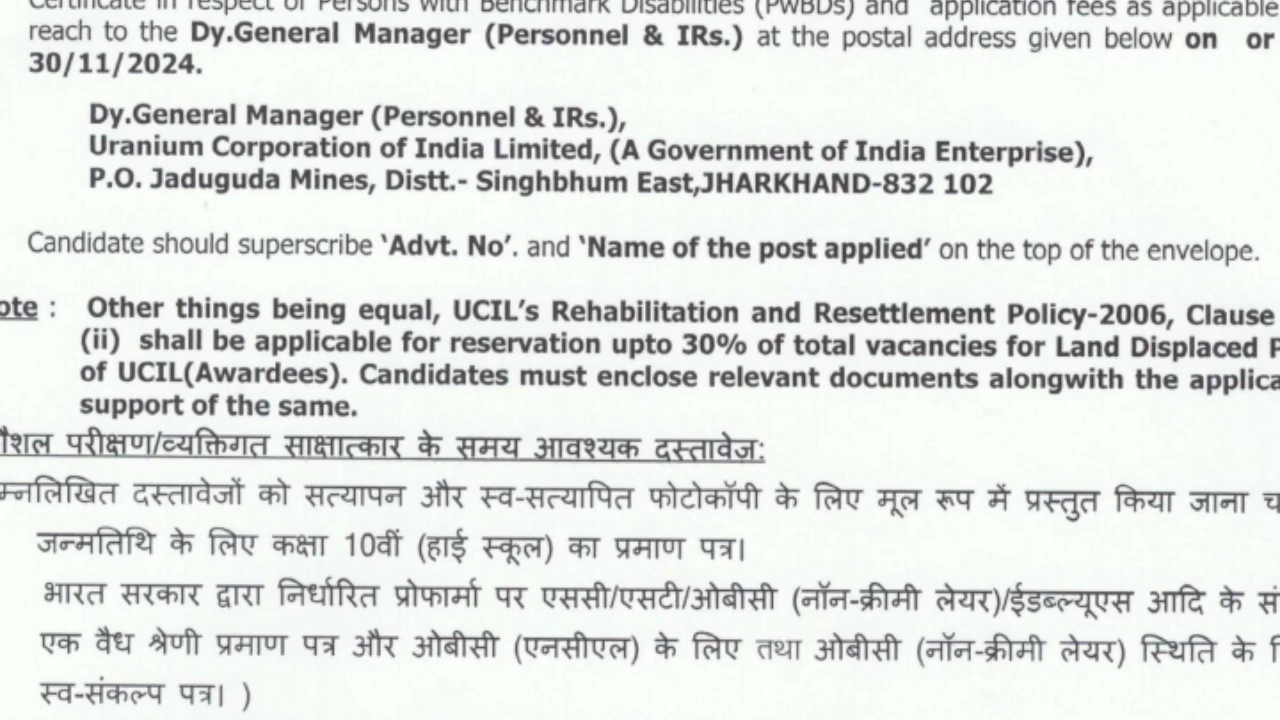 Certificate in respect of Persons with Benchmark Disabilities (PwBDs) and application fees as applicable
reach to the Dy.General Manager (Personnel & IRs.) at the postal address given below on or
30/11/2024.
Dy.General Manager (Personnel & IRs.),
Uranium Corporation of India Limited, (A Government of India Enterprise),
P.O. Jaduguda Mines, Distt.- Singhbhum East,JHARKHAND-832 102
Candidate should superscribe ‘Advt. No’. and ‘Name of the post applied’ on the top of the envelope.
ote : Other things being equal, UCIL’s Rehabilitation and Resettlement Policy-2006, Clause
(ii) shall be applicable for reservation upto 30% of total vacancies for Land Displaced
of UCIL(Awardees). Candidates must enclose relevant documents alongwith the applica
support of the same.
ौशल परीक्षण/व्यक्तिगत साक्षात्कार के समय आवश्यक दस्तावेज़:
म्नलिखित दस्तावेजों को सत्यापन और स्व-सत्यापित फोटोकॉपी के लिए मूल रूप में प्रस्तुत किया जाना च
जन्मतिथि के लिए कक्षा 10वीं (हाई स्कूल) का प्रमाण पत्र।
भारत सरकार द्वारा निर्धारित प्रोफार्मा पर एससी/एसटी/ओबीसी (नॉन-क्रीमी लेयर)/ईडब्ल्यूएस आदि के सं
एक वैध श्रेणी प्रमाण पत्र और ओबीसी (एनसीएल) के लिए तथा ओबीसी (नॉन-क्रीमी लेयर) स्थिति के
स्व-संकल्प पत्र। )